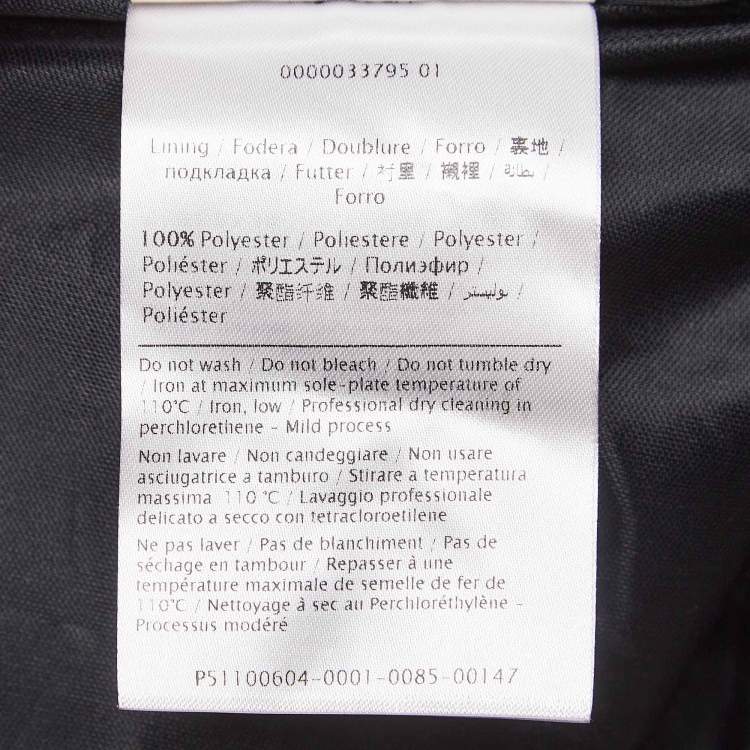 0000033795 01
Lining / Fodera / Doublure / Forro / 裏地 /
подкладка / Futter / 衬里 / 襯裡 / بطانة /
Forro
100% Polyester / Poliestere / Polyester /
Poliéster / ポリエステル / Полиэфир /
Polyester / 聚酯纤维 / 聚酯纖維 / بوليستر /
Poliéster
Do not wash / Do not bleach / Do not tumble dry
/ Iron at maximum sole-plate temperature of
110°C / Iron, low / Professional dry cleaning in
perchlorethene - Mild process
Non lavare / Non candeggiare / Non usare
asciugatrice a tamburo / Stirare a temperatura
massima 110 °C / Lavaggio professionale
delicato a secco con tetracloroetilene
Ne pas laver / Pas de blanchiment / Pas de
séchage en tambour / Repasser à une
température maximale de semelle de fer de
110°C / Nettoyage à sec au Perchloréthylène -
Processus modéré
P51100604-0001-0085-00147